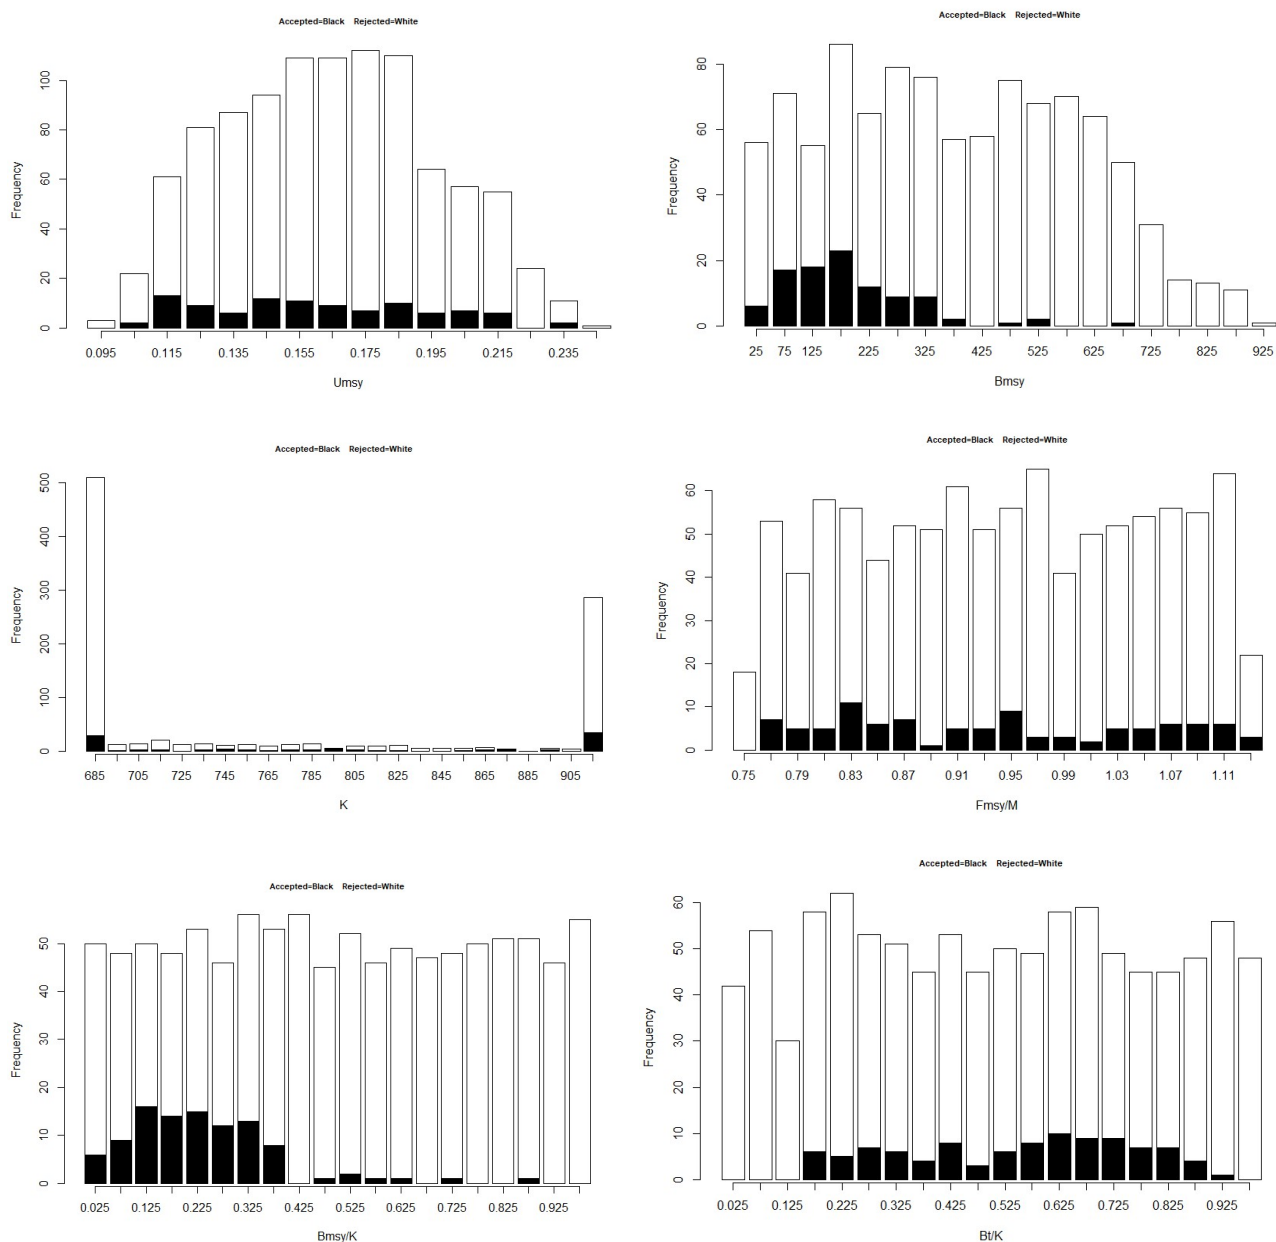 Accepted=Black Rejected=White
Frequency
0 20 40 60 80 100
0.095 0.115 0.135 0.155 0.175 0.195 0.215 0.235
Umsy
Accepted=Black Rejected=White
Frequency
0 20 40 60 80
25 75 125 225 325 425 525 625 725 825 925
Bmsy
Accepted=Black Rejected=White
Frequency
0 100 200 300 400 500
685 705 725 745 765 785 805 825 845 865 885 905
K
Accepted=Black Rejected=White
Frequency
0 10 20 30 40 50 60
0.75 0.79 0.83 0.87 0.91 0.95 0.99 1.03 1.07 1.11
Fmsy/M
Accepted=Black Rejected=White
Frequency
0 10 20 30 40 50
0.025 0.125 0.225 0.325 0.425 0.525 0.625 0.725 0.825 0.925
Bmsy/K
Accepted=Black Rejected=White
Frequency
0 10 20 30 40 50 60
0.025 0.125 0.225 0.325 0.425 0.525 0.625 0.725 0.825 0.925
Bt/K